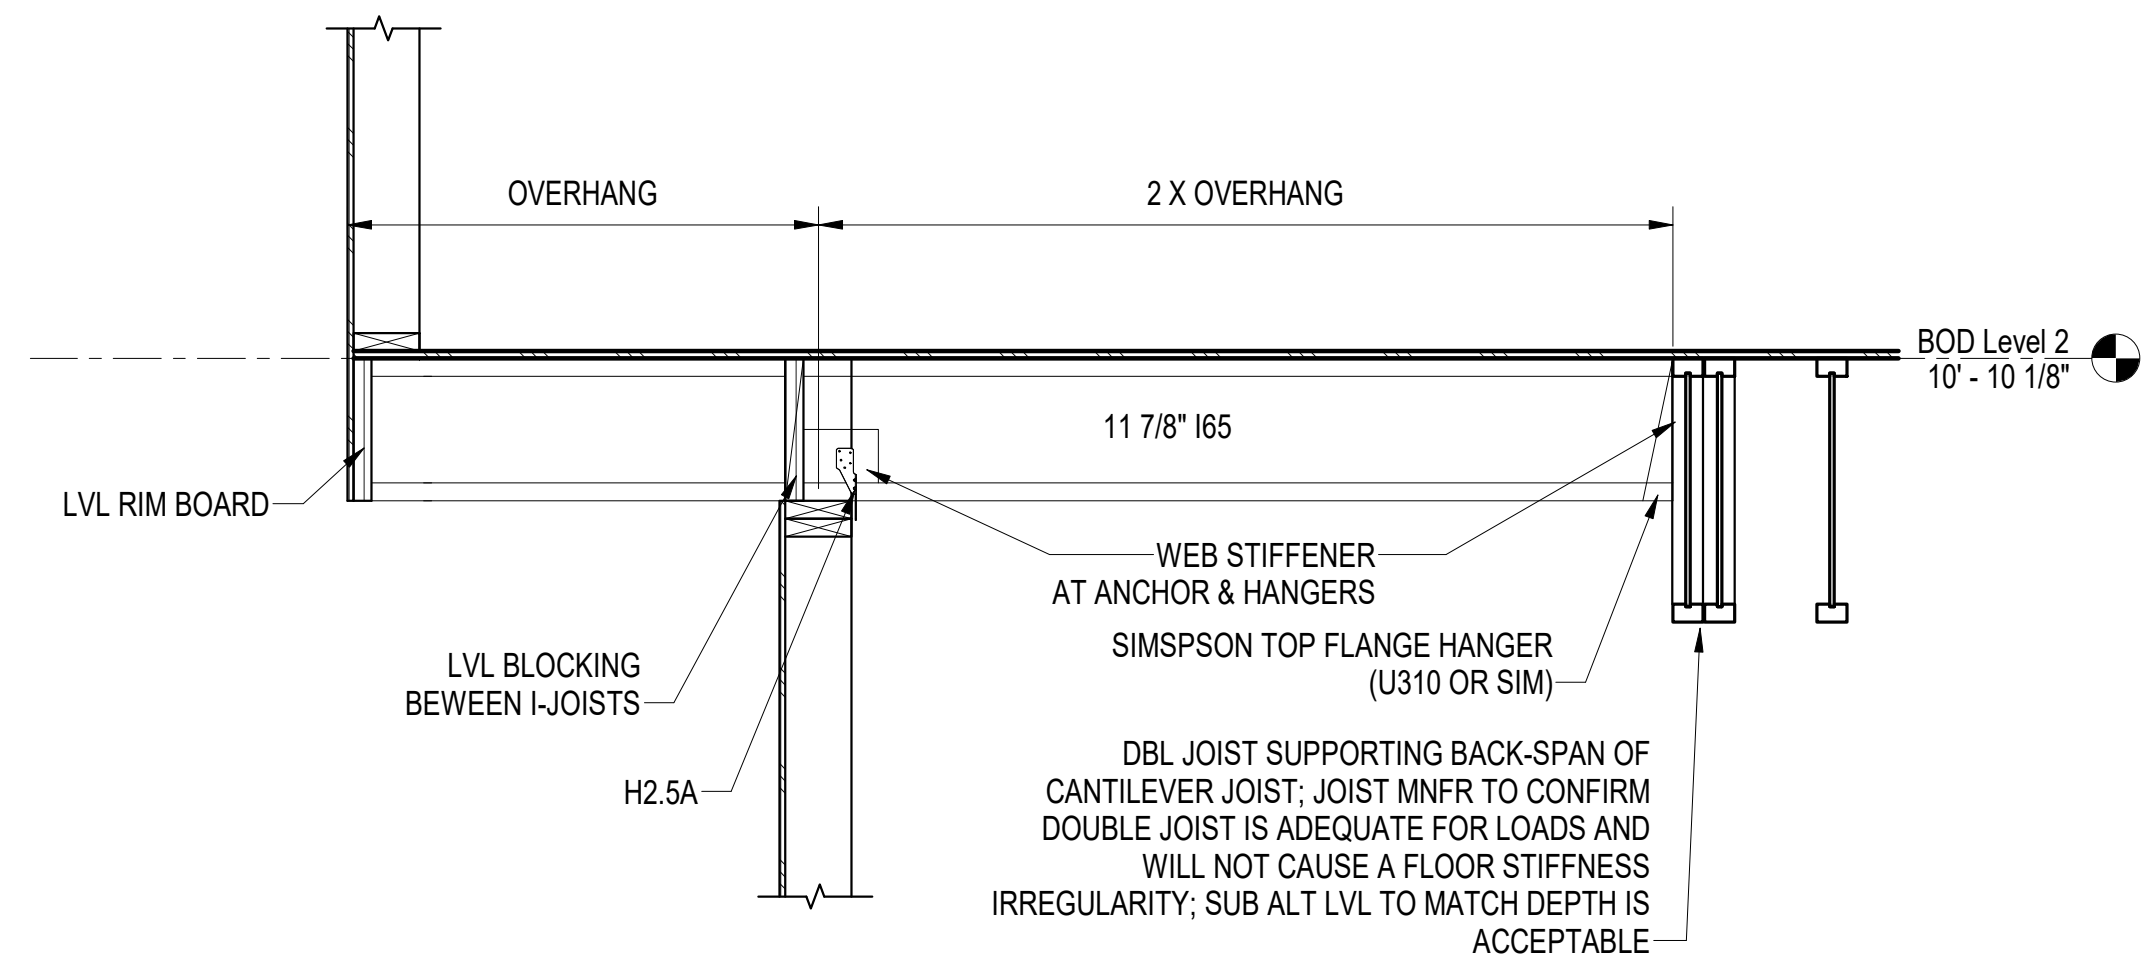 OVERHANG
2 X OVERHANG
BOD Level 2
10' - 10 1/8"
11 7/8" I65
LVL RIM BOARD
WEB STIFFENER
AT ANCHOR & HANGERS
SIMSPSON TOP FLANGE HANGER
(U310 OR SIM)
LVL BLOCKING
BEWEEN I-JOISTS
H2.5A
DBL JOIST SUPPORTING BACK-SPAN OF
CANTILEVER JOIST; JOIST MNFR TO CONFIRM
DOUBLE JOIST IS ADEQUATE FOR LOADS AND
WILL NOT CAUSE A FLOOR STIFFNESS
IRREGULARITY; SUB ALT LVL TO MATCH DEPTH IS
ACCEPTABLE